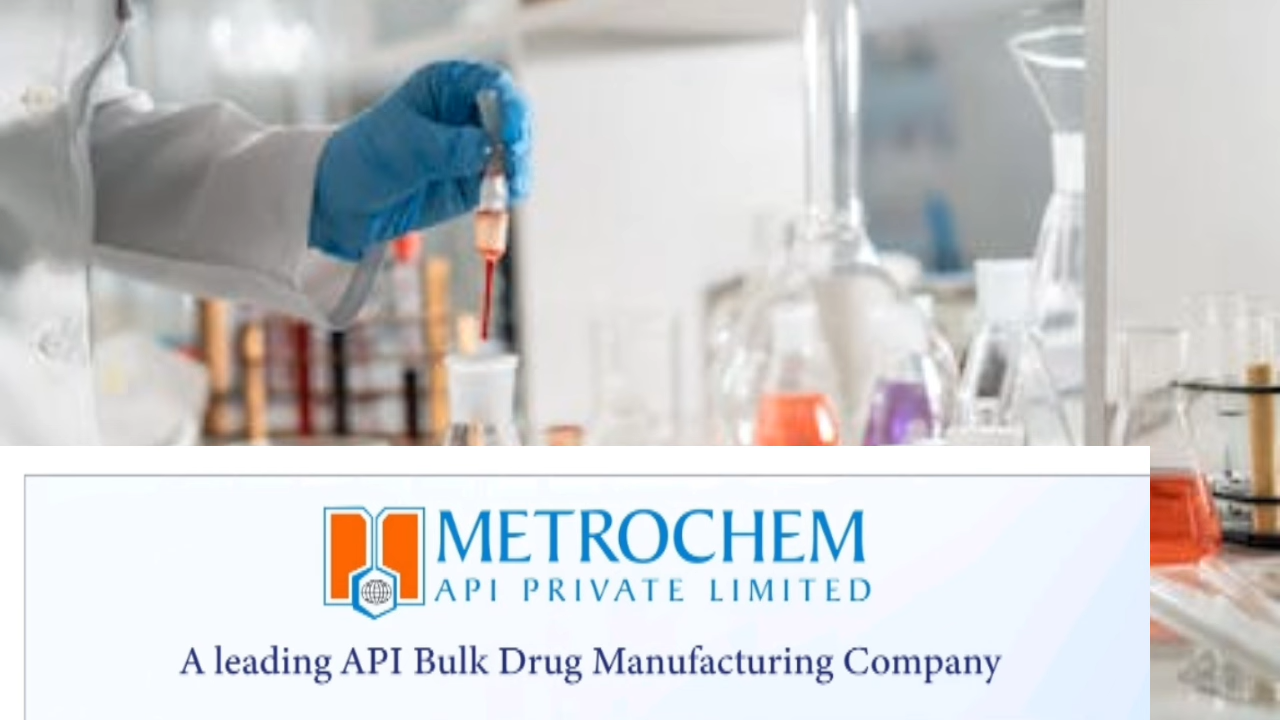 METROCHEM
API PRIVATE LIMITED
A leading API Bulk Drug Manufacturing Company